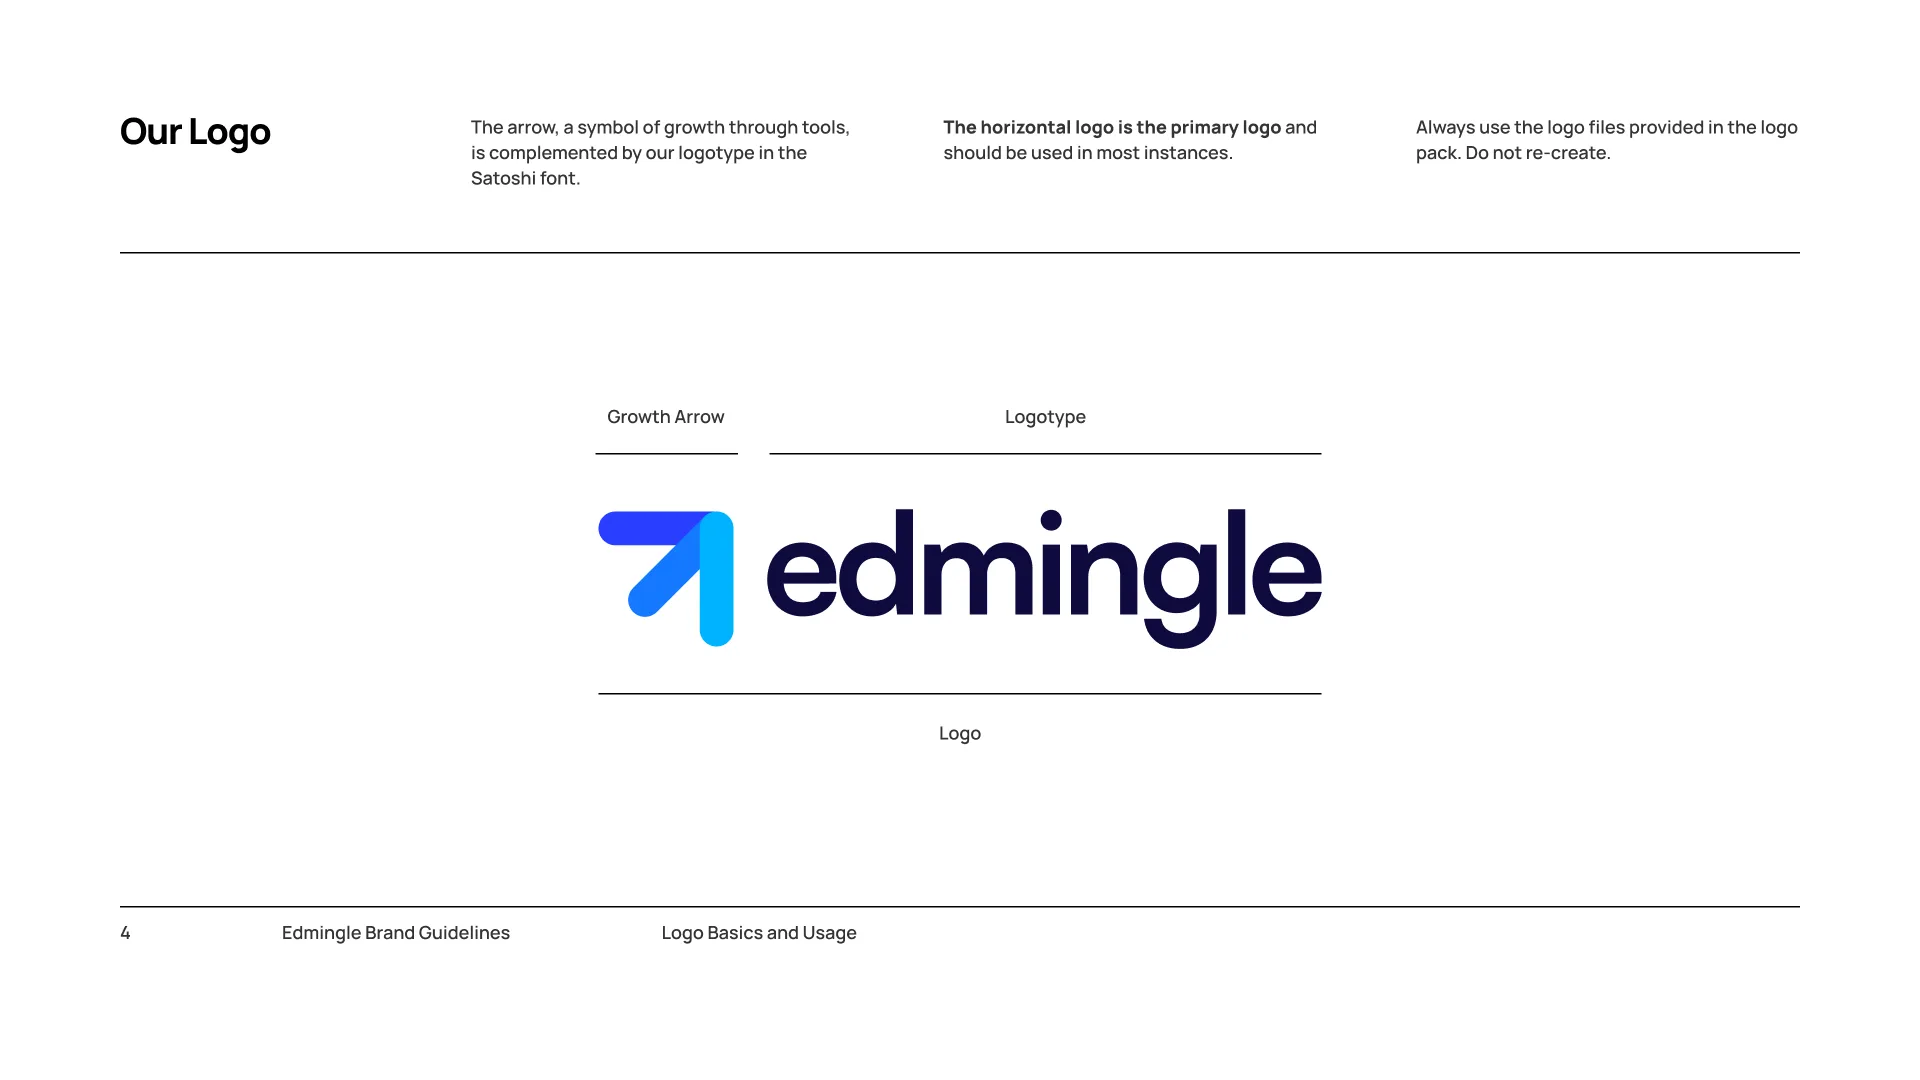 Our Logo
The arrow, a symbol of growth through tools,
is complemented by our logotype in the
Satoshi font.
The horizontal logo is the primary logo and
should be used in most instances.
Always use the logo files provided in the logo
pack. Do not re-create.
Growth Arrow
Logotype
edmingle
Logo
4
Edmingle Brand Guidelines
Logo Basics and Usage